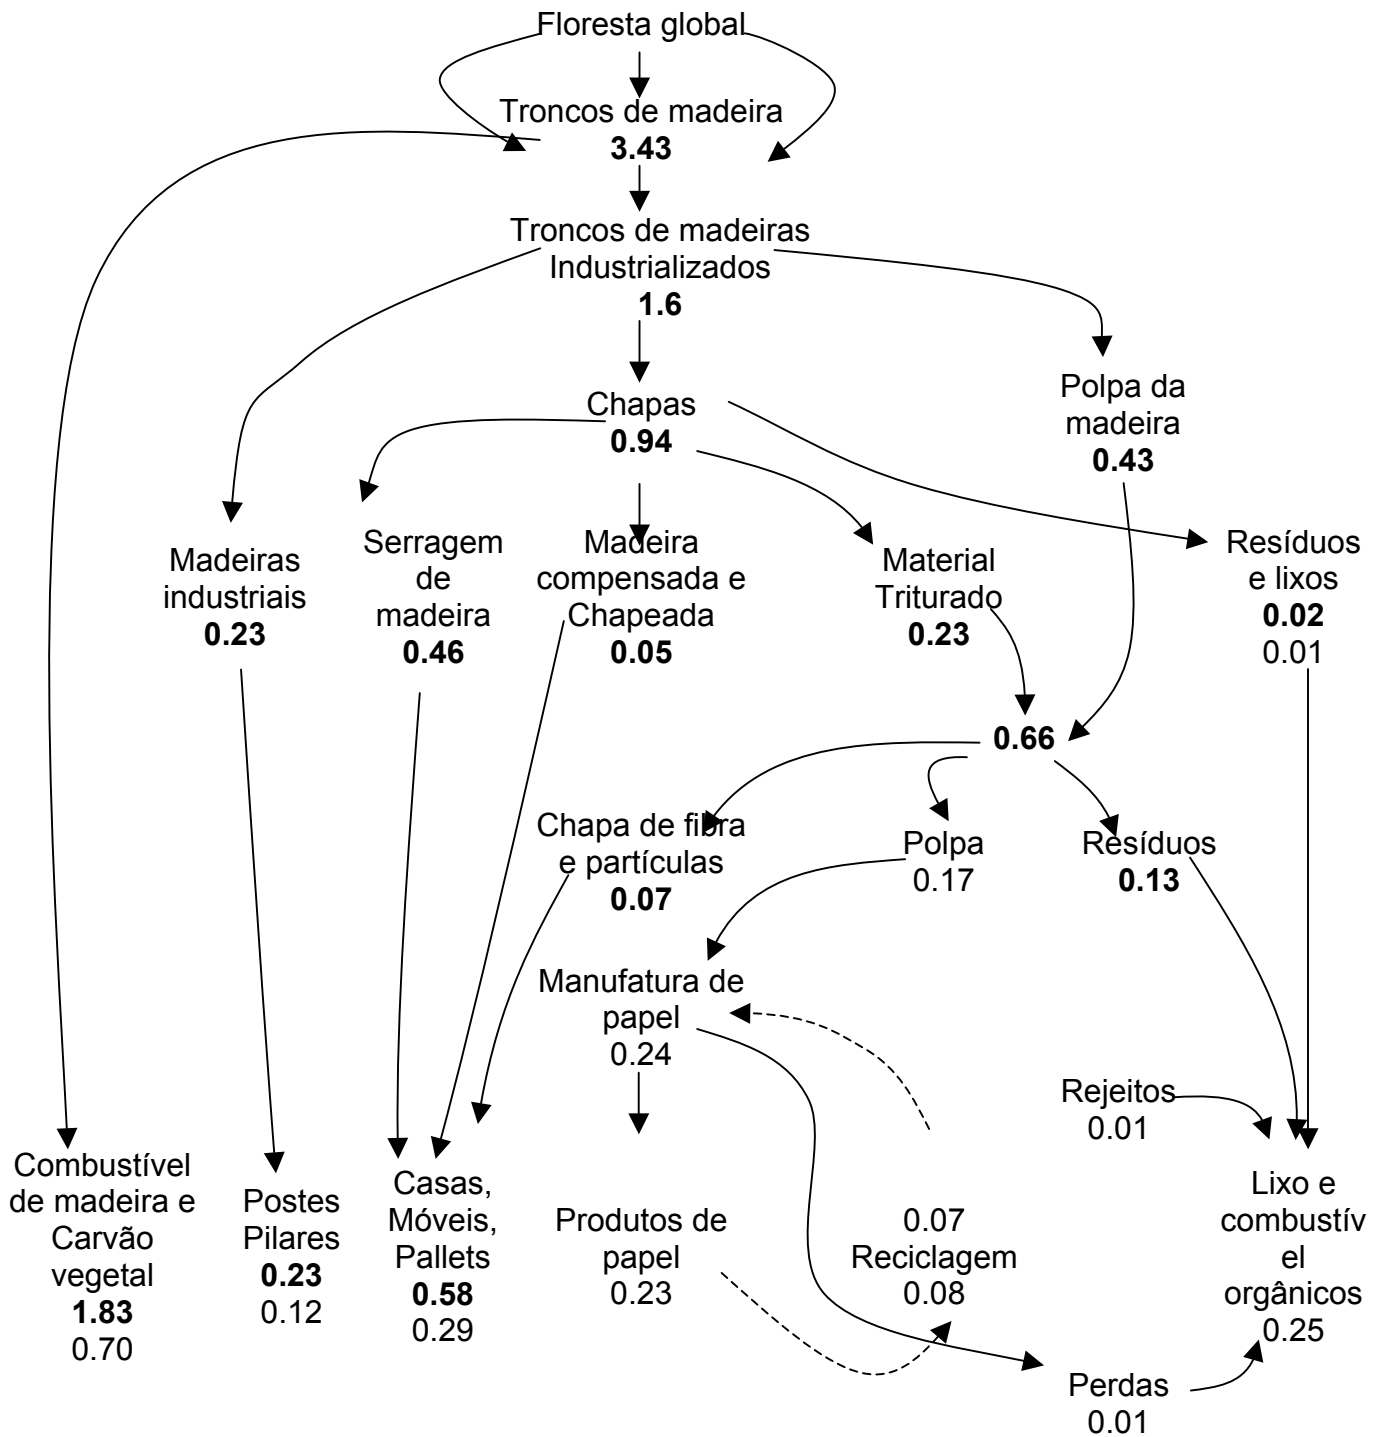 Floresta global
Troncos de madeira
3.43
Troncos de madeiras
Industrializados
1.6
Chapas
0.94
Polpa da
madeira
0.43
Madeiras
industriais
0.23
Serragem
de
madeira
0.46
Madeira
compensada e
Chapeada
0.05
Material
Triturado
0.23
Resíduos
e lixos
0.02
0.01
0.66
Chapa de fibra
e partículas
0.07
Polpa
0.17
Resíduos
0.13
Manufatura de
papel
0.24
Rejeitos
0.01
Combustível
de madeira e
Carvão
vegetal
1.83
0.70
Postes
Pilares
0.23
0.12
Casas,
Móveis,
Pallets
0.58
0.29
Produtos de
papel
0.23
0.07
Reciclagem
0.08
Lixo e
combustív
el
orgânicos
0.25
Perdas
0.01